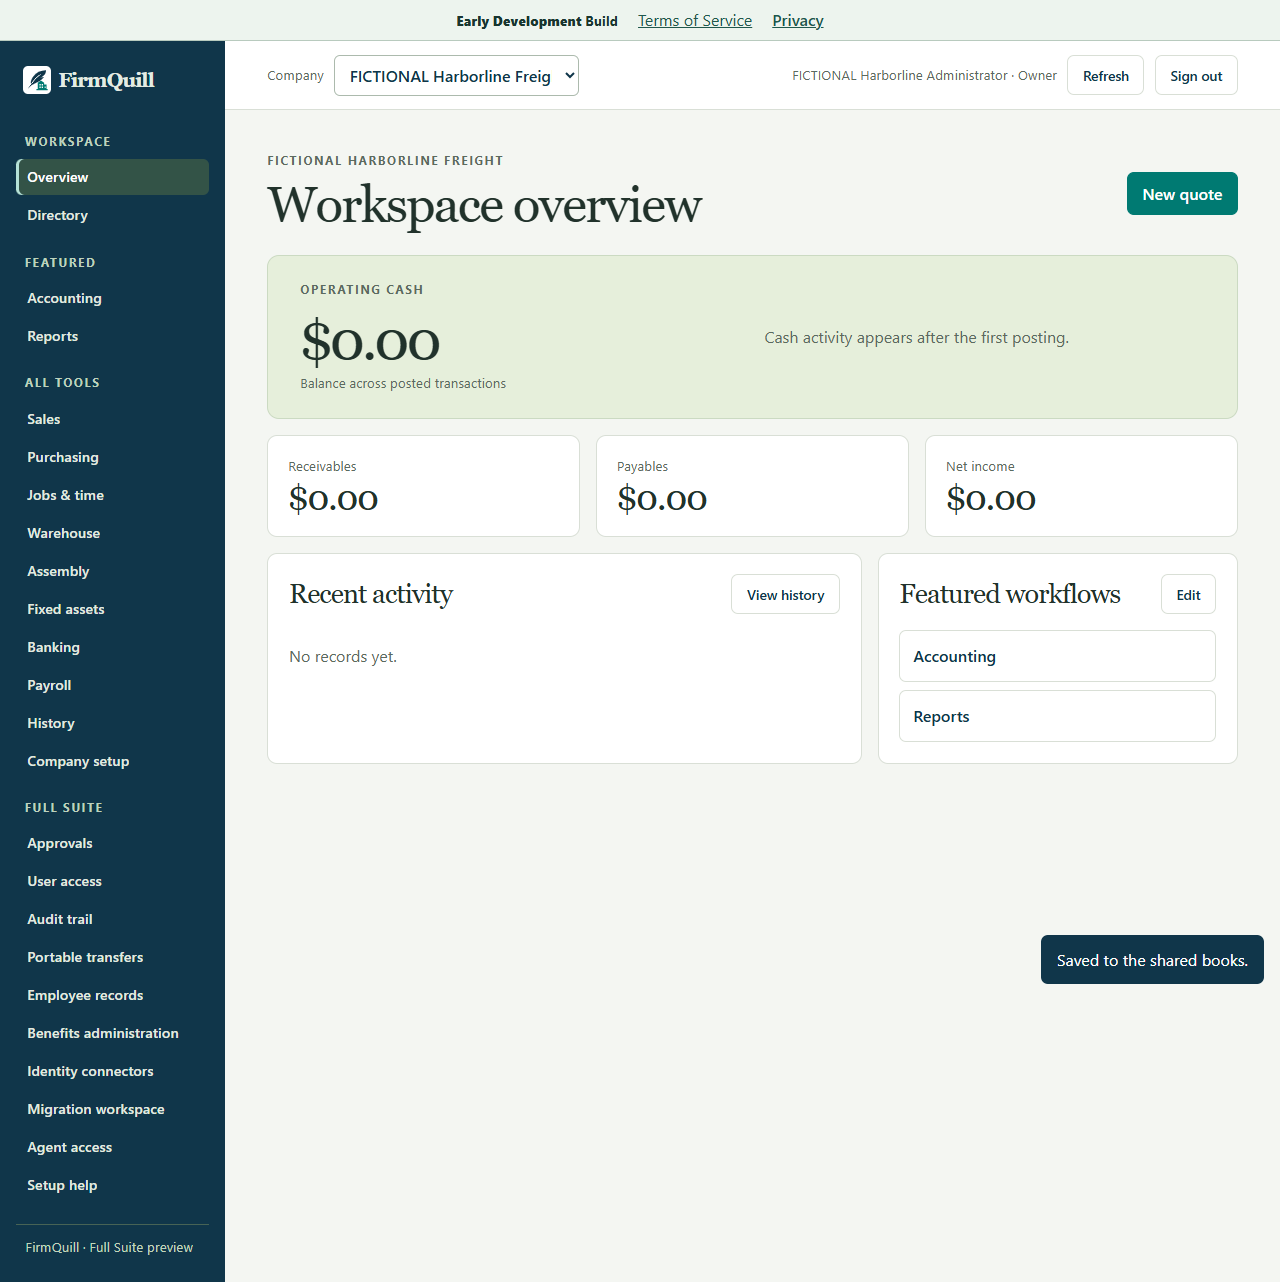 Early Development Build Terms of Service Privacy
FirmQuill
Company FICTIONAL Harborline Freig FICTIONAL Harborline Administrator · Owner Refresh Sign out
WORKSPACE
Overview
Directory
FEATURED
Accounting
Reports
ALL TOOLS
Sales
Purchasing
Jobs & time
Warehouse
Assembly
Fixed assets
Banking
Payroll
History
Company setup
FULL SUITE
Approvals
User access
Audit trail
Portable transfers
Employee records
Benefits administration
Identity connectors
Migration workspace
Agent access
Setup help
FirmQuill · Full Suite preview
FICTIONAL HARBORLINE FREIGHT
Workspace overview
New quote
OPERATING CASH
$0.00
Balance across posted transactions
Cash activity appears after the first posting.
Receivables
$0.00
Payables
$0.00
Net income
$0.00
Recent activity
View history
No records yet.
Featured workflows
Edit
Accounting
Reports
Saved to the shared books.